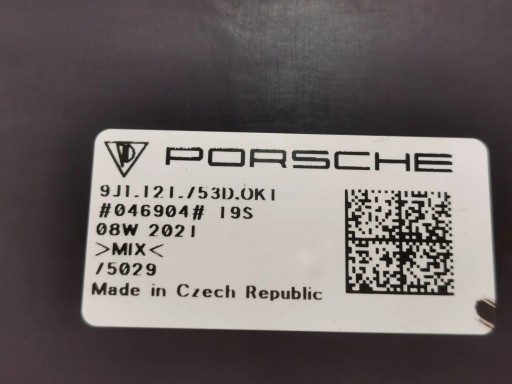 PORSCHE
9J1.121.753D.OK1
#046904# 19S
08W 2021
>MIX<
/5029
Made in Czech Republic